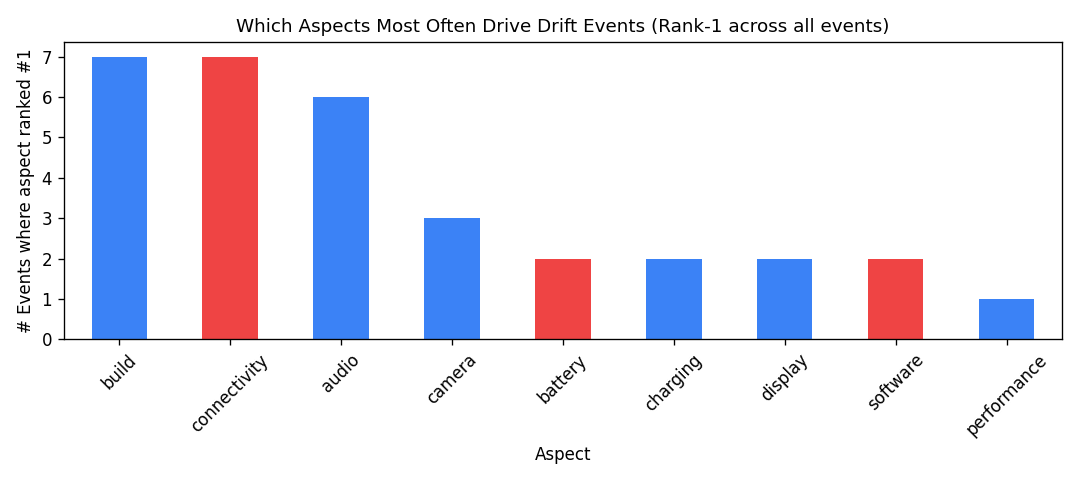 Which Aspects Most Often Drive Drift Events (Rank-1 across all events)
# Events where aspect ranked #1
7
6
5
4
3
2
1
0
build
connectivity
audio
camera
battery
charging
display
software
performance
Aspect